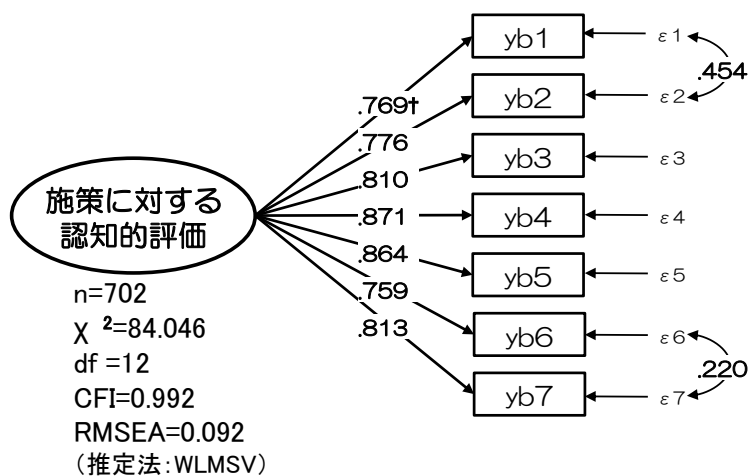 yb1
ε1
.454
.769†
yb2
ε2
.776
yb3
ε3
.810
施策に対する
認知的評価
.871
yb4
ε4
.864
yb5
ε5
.759
yb6
ε6
.813
.220
yb7
ε7
n=702
χ ²=84.046
df =12
CFI=0.992
RMSEA=0.092
(推定法:WLMSV)